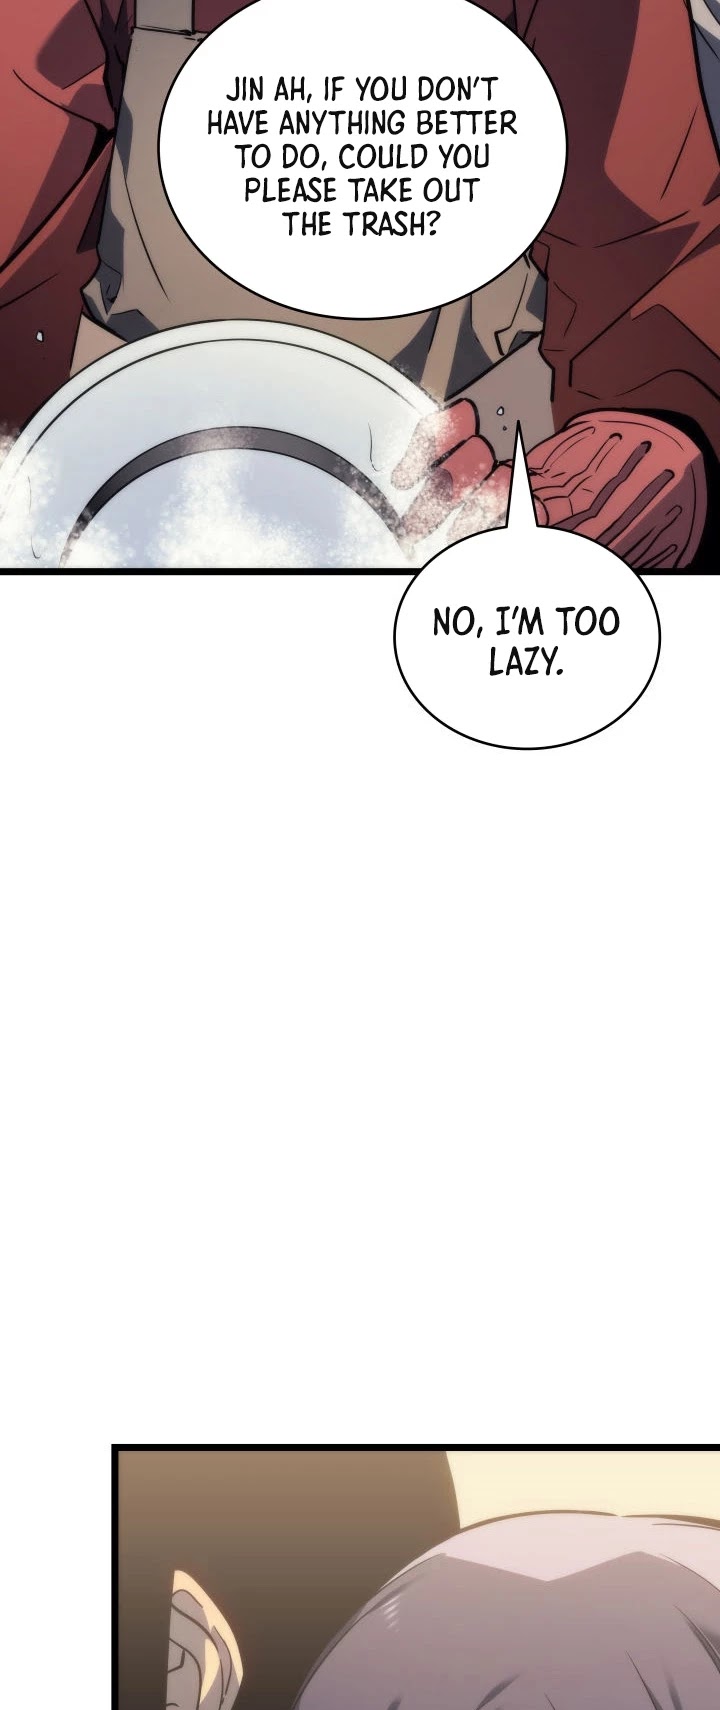 JIN AH, IF YOU DON'T
HAVE ANYTHING BETTER
TO DO, COULD YOU
PLEASE TAKE OUT
THE TRASH?
NO, I'M TOO
LAZY.